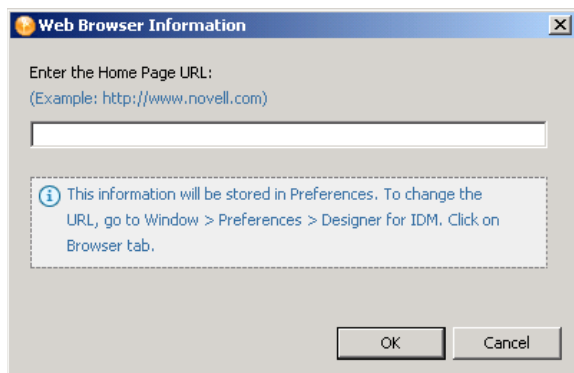 Web Browser Information
Enter the Home Page URL:
(Example: http://www.novell.com)
This information will be stored in Preferences. To change the
URL, go to Window > Preferences > Designer for IDM. Click on
Browser tab.
OK
Cancel